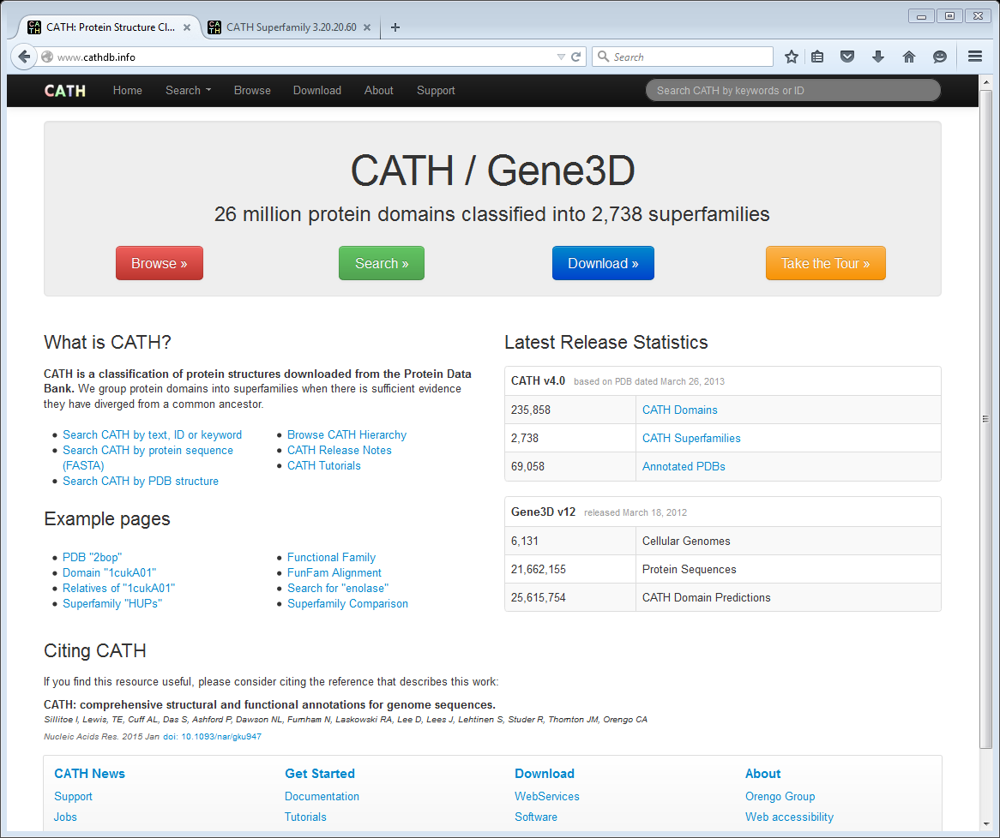 CATH: Protein Structure Cl...
CATH Superfamily 3.20.20.60
www.cathdb.info
Search
CATH
Home
Search
Browse
Download
About
Support
Search CATH by keywords or ID
CATH / Gene3D
26 million protein domains classified into 2,738 superfamilies
Browse »
Search »
Download »
Take the Tour »
What is CATH?
CATH is a classification of protein structures downloaded from the Protein Data
Bank. We group protein domains into superfamilies when there is sufficient evidence
they have diverged from a common ancestor.
Search CATH by text, ID or keyword
Search CATH by protein sequence
(FASTA)
Search CATH by PDB structure
Browse CATH Hierarchy
CATH Release Notes
CATH Tutorials
Example pages
PDB "2bop"
Domain "1cukA01"
Relatives of "1cukA01"
Superfamily "HUPs"
Functional Family
FunFam Alignment
Search for "enolase"
Superfamily Comparison
Latest Release Statistics
CATH v4.0 based on PDB dated March 26, 2013
235,858 CATH Domains
2,738 CATH Superfamilies
69,058 Annotated PDBs
Gene3D v12 released March 18, 2012
6,131 Cellular Genomes
21,662,155 Protein Sequences
25,615,754 CATH Domain Predictions
Citing CATH
If you find this resource useful, please consider citing the reference that describes this work:
CATH: comprehensive structural and functional annotations for genome sequences.
Sillitoe I, Lewis, TE, Cuff AL, Das S, Ashford P, Dawson NL, Furnham N, Laskowski RA, Lee D, Lees J, Lehtinen S, Studer R, Thornton JM, Orengo CA
Nucleic Acids Res. 2015 Jan doi: 10.1093/nar/gku947
CATH News
Support
Jobs
Get Started
Documentation
Tutorials
Download
WebServices
Software
About
Orengo Group
Web accessibility